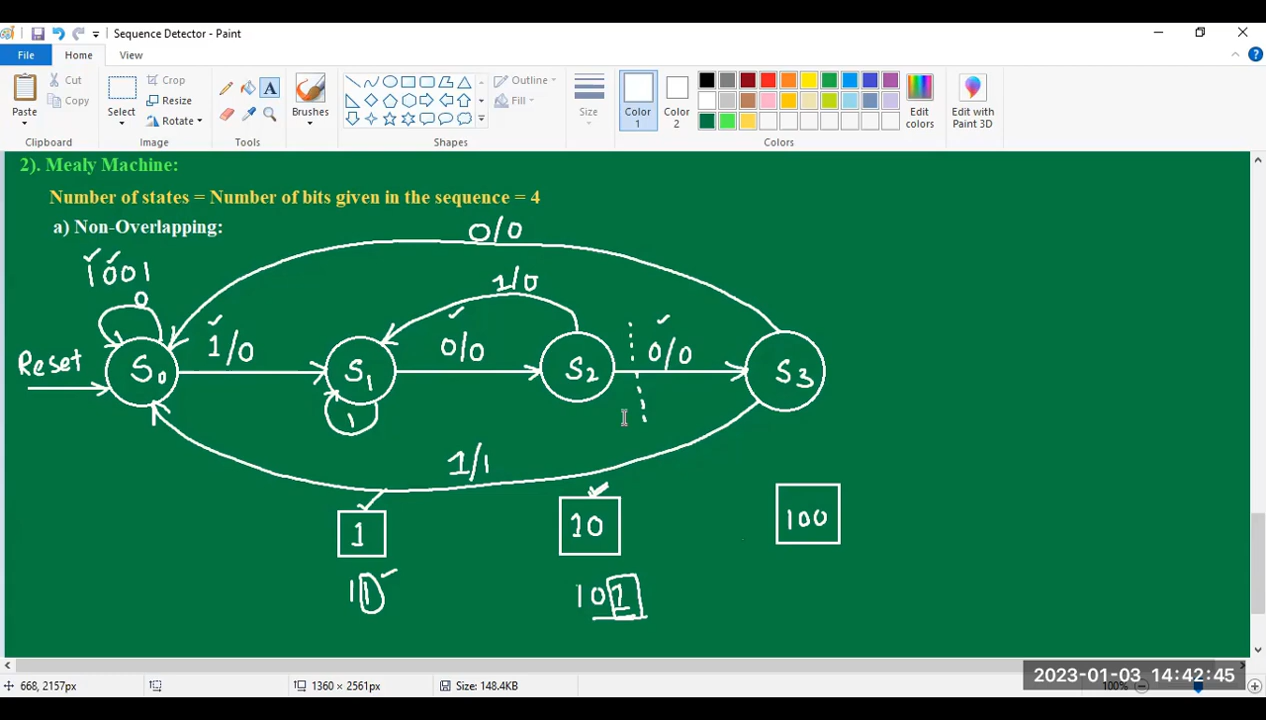 Sequence Detector - Paint
File Home View
Paste Cut Copy Clipboard
Select Crop Resize Rotate Image
Tools
Brushes
Shapes Outline Fill
Size
Color 1 Color 2 Edit colors Colors
Edit with Paint 3D
2). Mealy Machine:
Number of states = Number of bits given in the sequence = 4
a) Non-Overlapping:
0/0
1001
1/0
0
Reset
S0
1/0
S1
0/0
S2
0/0
S3
1
1/1
1
10
100
11
101
668, 2157px
1360 × 2561px
Size: 148.4KB
100%
2023-01-03 14:42:45